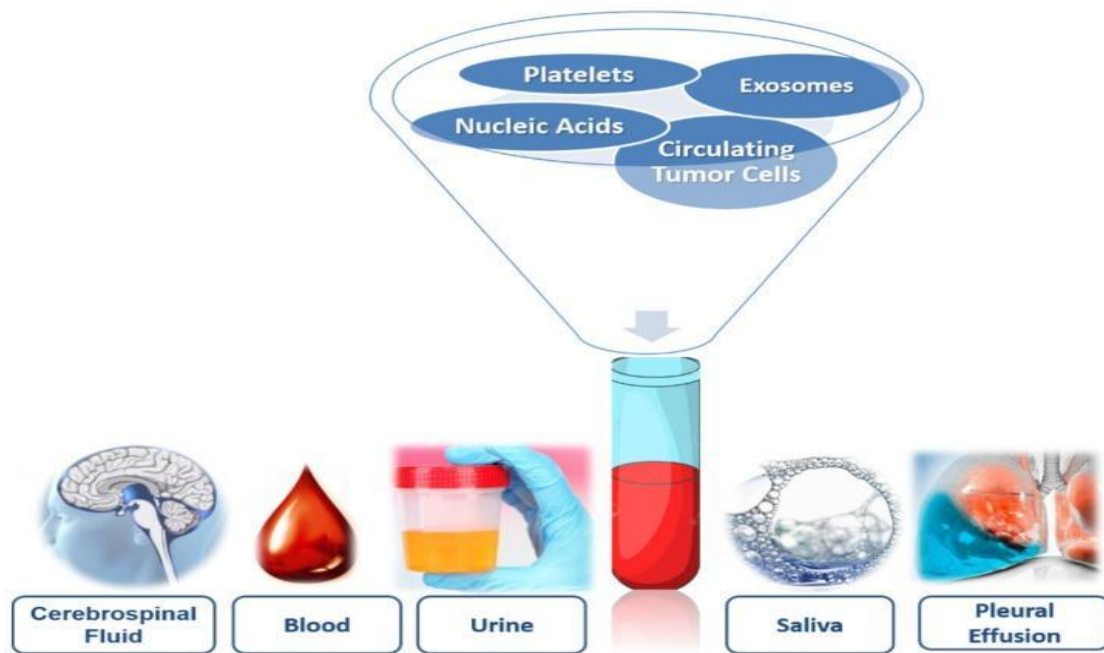 Platelets
Exosomes
Nucleic Acids
Circulating
Tumor Cells
Cerebrospinal
Fluid
Blood
Urine
Saliva
Pleural
Effusion